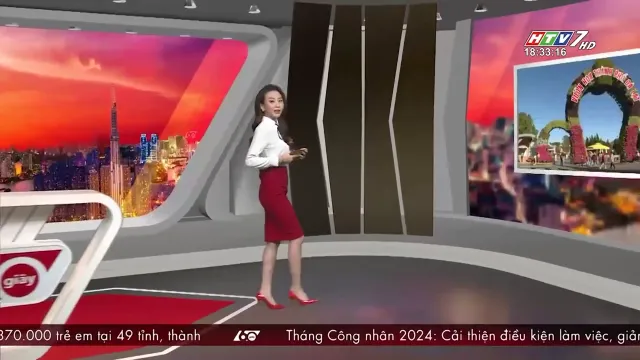 HTV7 HD
18:33:16
giây
370.000 trẻ em tại 49 tỉnh, thành 60 Tháng Công nhân 2024: Cải thiện điều kiện làm việc, giả